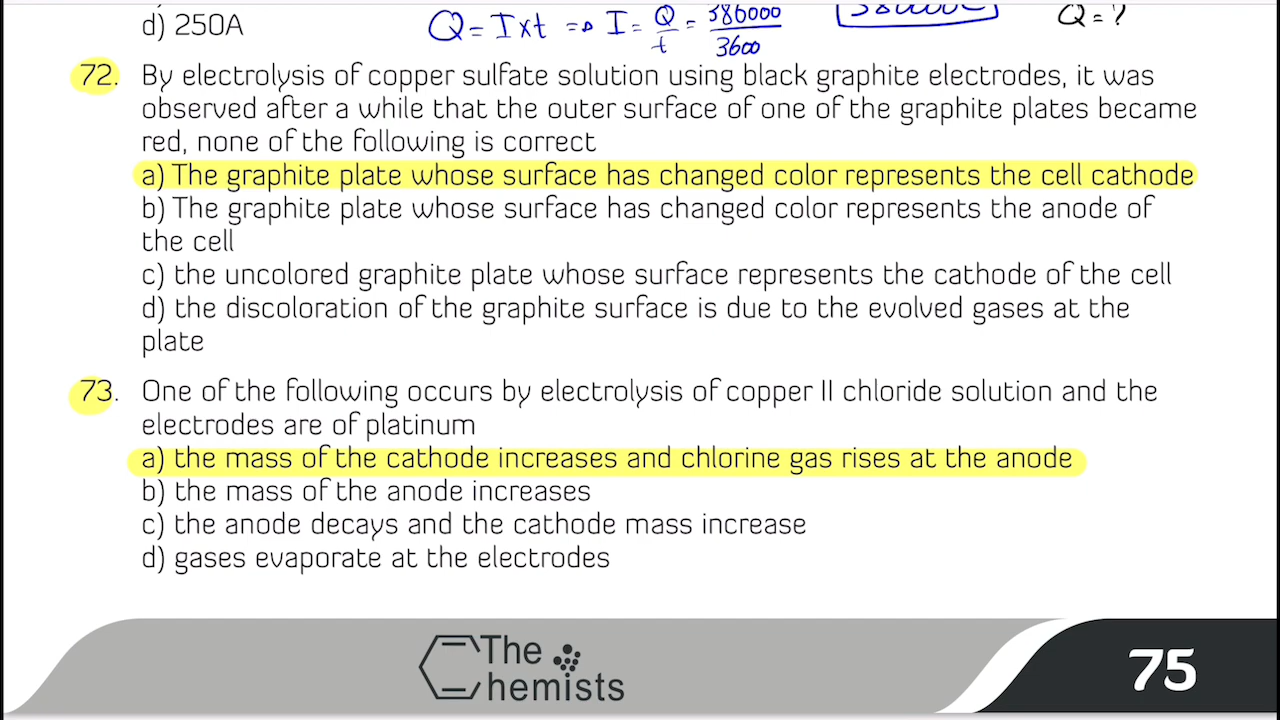 d) 250A
Q = I x t ⇒ I = Q/t = 386000/3600
Q = ?
72. By electrolysis of copper sulfate solution using black graphite electrodes, it was
observed after a while that the outer surface of one of the graphite plates became
red, none of the following is correct
a) The graphite plate whose surface has changed color represents the cell cathode
b) The graphite plate whose surface has changed color represents the anode of
the cell
c) the uncolored graphite plate whose surface represents the cathode of the cell
d) the discoloration of the graphite surface is due to the evolved gases at the
plate
73. One of the following occurs by electrolysis of copper II chloride solution and the
electrodes are of platinum
a) the mass of the cathode increases and chlorine gas rises at the anode
b) the mass of the anode increases
c) the anode decays and the cathode mass increase
d) gases evaporate at the electrodes
The
hemists
75